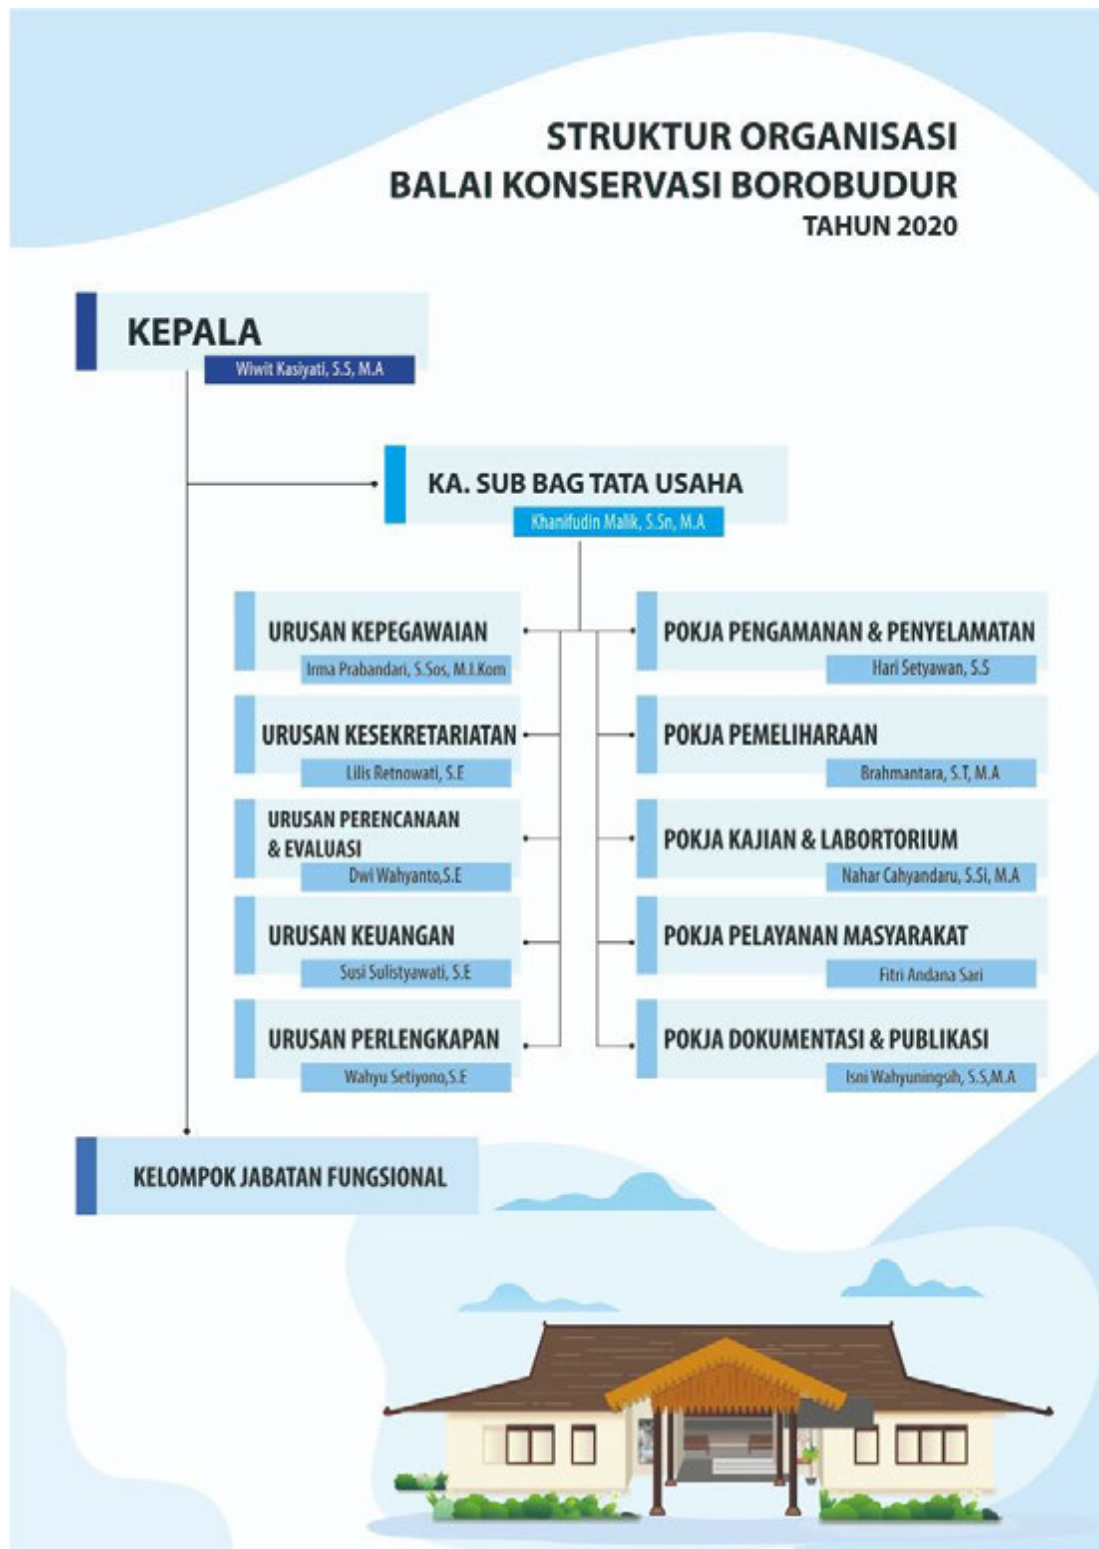 STRUKTUR ORGANISASI
BALAI KONSERVASI BOROBUDUR
TAHUN 2020
KEPALA
Wiwit Kasiyati, S.S, M.A
KA. SUB BAG TATA USAHA
Khanifudin Malik, S.Sn, M.A
URUSAN KEPEGAWAIAN
Irma Prabandari, S.Sos, M.I.Kom
URUSAN KESEKRETARIATAN
Lilis Retnowati, S.E
URUSAN PERENCANAAN
& EVALUASI
Dwi Wahyanto,S.E
URUSAN KEUANGAN
Susi Sulistyawati, S.E
URUSAN PERLENGKAPAN
Wahyu Setiyono,S.E
POKJA PENGAMANAN & PENYELAMATAN
Hari Setyawan, S.S
POKJA PEMELIHARAAN
Brahmantara, S.T, M.A
POKJA KAJIAN & LABORTORIUM
Nahar Cahyandaru, S.Si, M.A
POKJA PELAYANAN MASYARAKAT
Fitri Andana Sari
POKJA DOKUMENTASI & PUBLIKASI
Isni Wahyuningsih, S.S,M.A
KELOMPOK JABATAN FUNGSIONAL